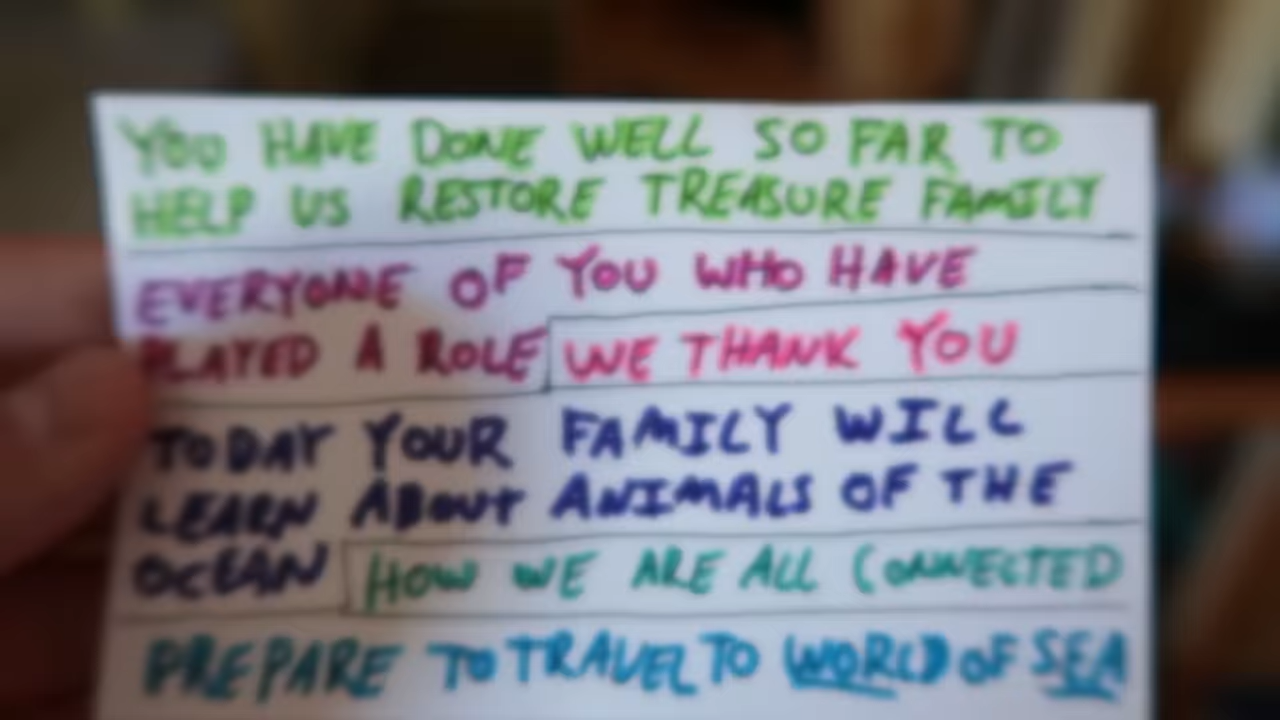 YOU HAVE DONE WELL SO FAR TO
HELP US RESTORE TREASURE FAMILY
EVERYONE OF YOU WHO HAVE
PLAYED A ROLE WE THANK YOU
TODAY YOUR FAMILY WILL
LEARN ABOUT ANIMALS OF THE
OCEAN HOW WE ARE ALL CONNECTED
PREPARE TO TRAVEL TO WORLD OF SEA